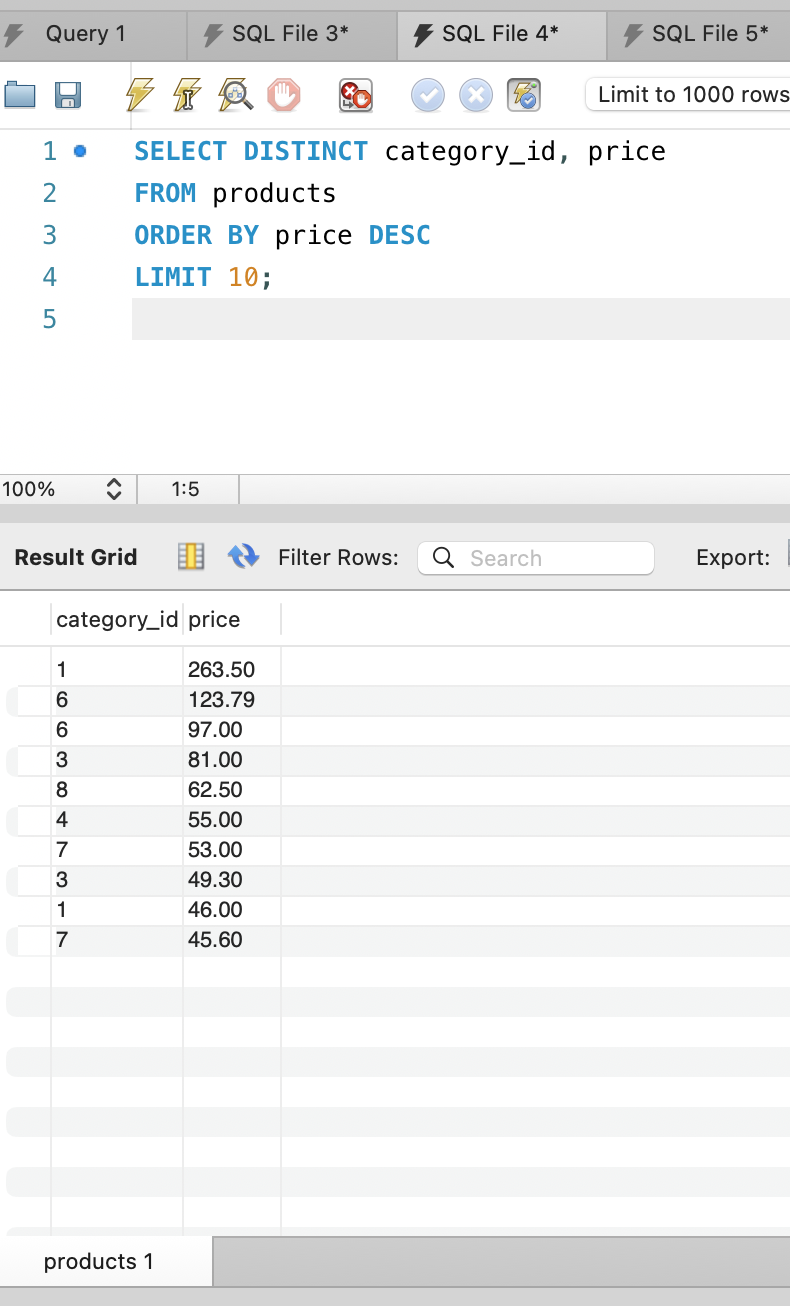 Query 1 SQL File 3* SQL File 4* SQL File 5*
Limit to 1000 rows
1 SELECT DISTINCT category_id, price
2 FROM products
3 ORDER BY price DESC
4 LIMIT 10;
5
100% 1:5
Result Grid Filter Rows: Search Export:
category_id price
1 263.50
6 123.79
6 97.00
3 81.00
8 62.50
4 55.00
7 53.00
3 49.30
1 46.00
7 45.60
products 1